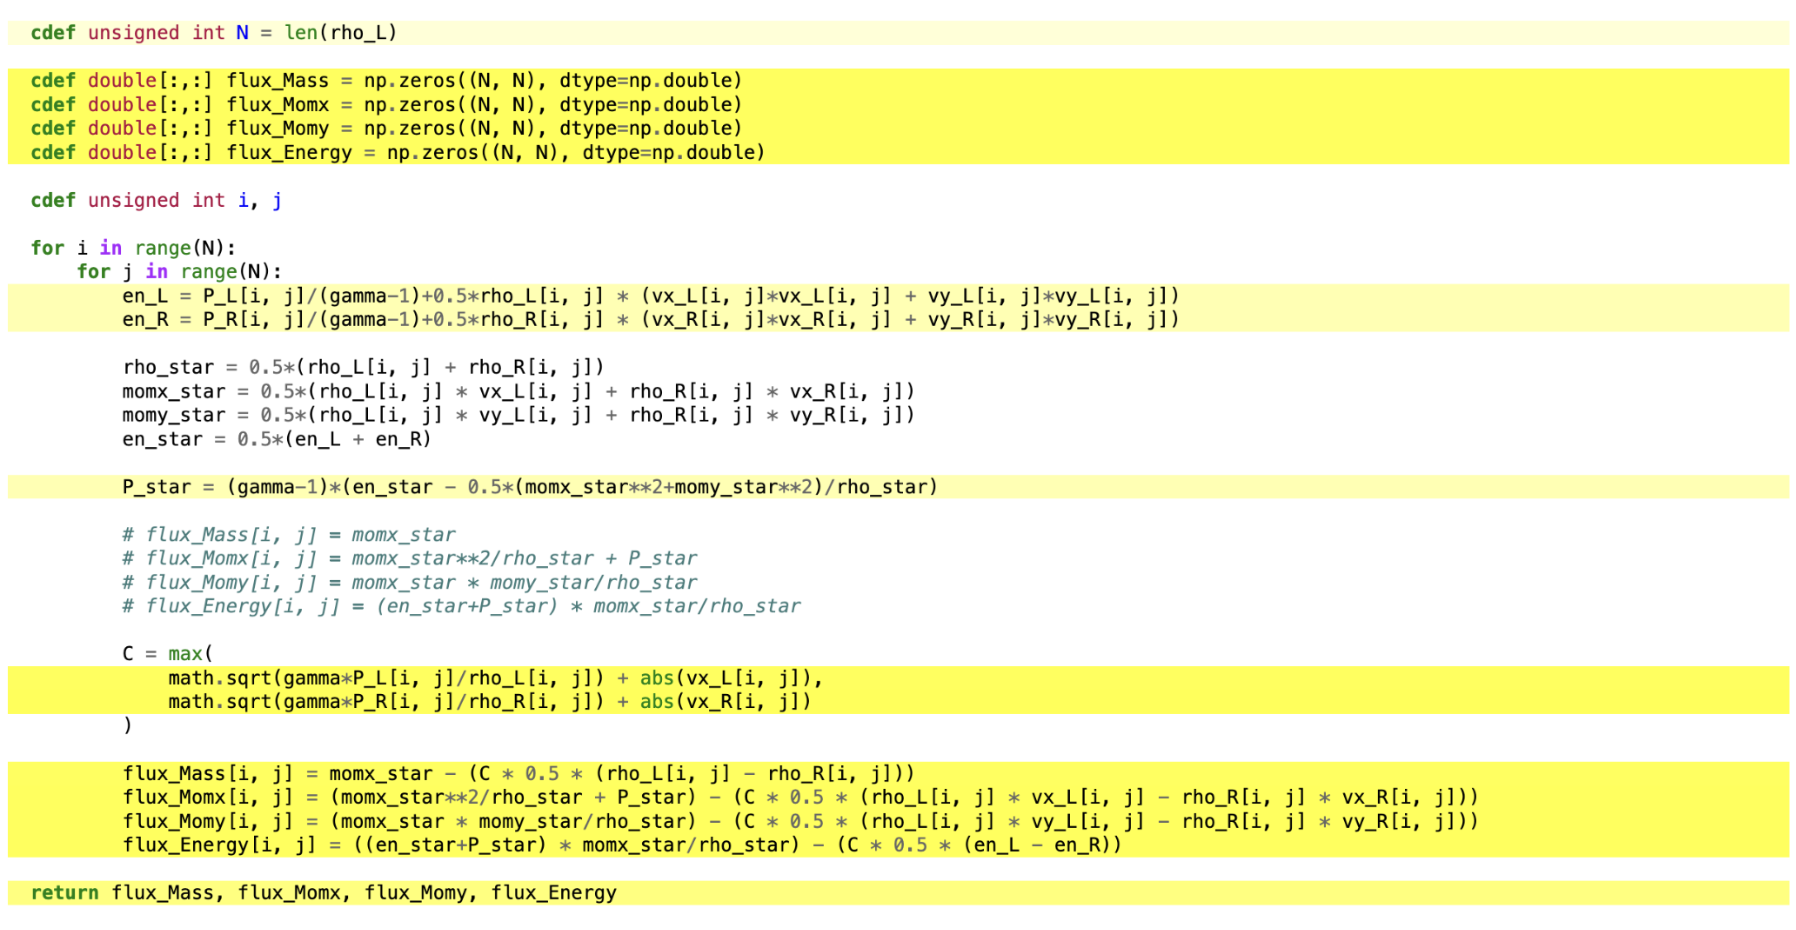 cdef unsigned int N = len(rho_L)
cdef double[:,:] flux_Mass = np.zeros((N, N), dtype=np.double)
cdef double[:,:] flux_Momx = np.zeros((N, N), dtype=np.double)
cdef double[:,:] flux_Momy = np.zeros((N, N), dtype=np.double)
cdef double[:,:] flux_Energy = np.zeros((N, N), dtype=np.double)
cdef unsigned int i, j
for i in range(N):
for j in range(N):
en_L = P_L[i, j]/(gamma-1)+0.5*rho_L[i, j] * (vx_L[i, j]*vx_L[i, j] + vy_L[i, j]*vy_L[i, j])
en_R = P_R[i, j]/(gamma-1)+0.5*rho_R[i, j] * (vx_R[i, j]*vx_R[i, j] + vy_R[i, j]*vy_R[i, j])
rho_star = 0.5*(rho_L[i, j] + rho_R[i, j])
momx_star = 0.5*(rho_L[i, j] * vx_L[i, j] + rho_R[i, j] * vx_R[i, j])
momy_star = 0.5*(rho_L[i, j] * vy_L[i, j] + rho_R[i, j] * vy_R[i, j])
en_star = 0.5*(en_L + en_R)
P_star = (gamma-1)*(en_star - 0.5*(momx_star**2+momy_star**2)/rho_star)
# flux_Mass[i, j] = momx_star
# flux_Momx[i, j] = momx_star**2/rho_star + P_star
# flux_Momy[i, j] = momx_star * momy_star/rho_star
# flux_Energy[i, j] = (en_star+P_star) * momx_star/rho_star
C = max(
math.sqrt(gamma*P_L[i, j]/rho_L[i, j]) + abs(vx_L[i, j]),
math.sqrt(gamma*P_R[i, j]/rho_R[i, j]) + abs(vx_R[i, j])
)
flux_Mass[i, j] = momx_star - (C * 0.5 * (rho_L[i, j] - rho_R[i, j]))
flux_Momx[i, j] = (momx_star**2/rho_star + P_star) - (C * 0.5 * (rho_L[i, j] * vx_L[i, j] - rho_R[i, j] * vx_R[i, j]))
flux_Momy[i, j] = (momx_star * momy_star/rho_star) - (C * 0.5 * (rho_L[i, j] * vy_L[i, j] - rho_R[i, j] * vy_R[i, j]))
flux_Energy[i, j] = ((en_star+P_star) * momx_star/rho_star) - (C * 0.5 * (en_L - en_R))
return flux_Mass, flux_Momx, flux_Momy, flux_Energy